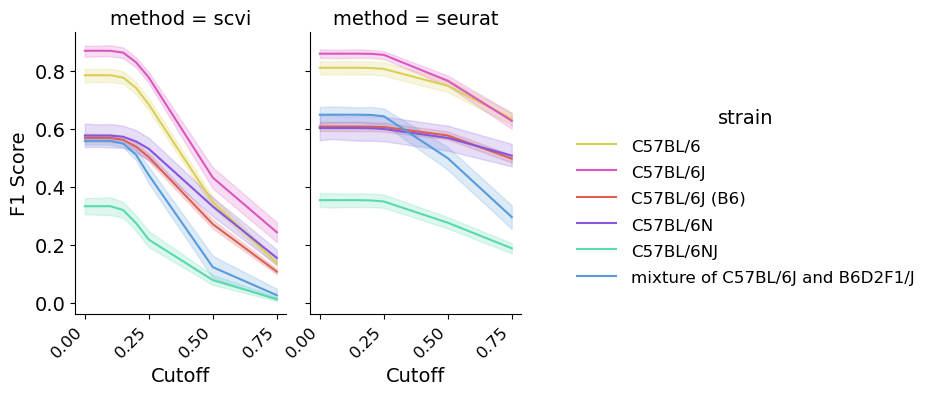 method = scvi
method = seurat
F1 Score
0.8
0.6
0.4
0.2
0.0
0.00
0.25
0.50
0.75
Cutoff
0.00
0.25
0.50
0.75
Cutoff
strain
C57BL/6
C57BL/6J
C57BL/6J (B6)
C57BL/6N
C57BL/6NJ
mixture of C57BL/6J and B6D2F1/J